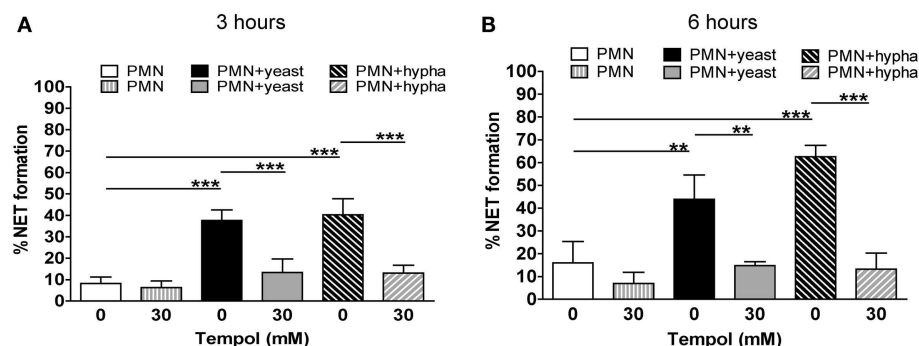 A
3 hours
PMN PMN+yeast PMN+hypha
PMN PMN+yeast PMN+hypha
% NET formation
100
90
80
70
60
50
40
30
20
10
0
***
***
***
***
0 30 0 30 0 30
Tempol (mM)
B
6 hours
PMN PMN+yeast PMN+hypha
PMN PMN+yeast PMN+hypha
% NET formation
100
90
80
70
60
50
40
30
20
10
0
***
***
**
**
0 30 0 30 0 30
Tempol (mM)